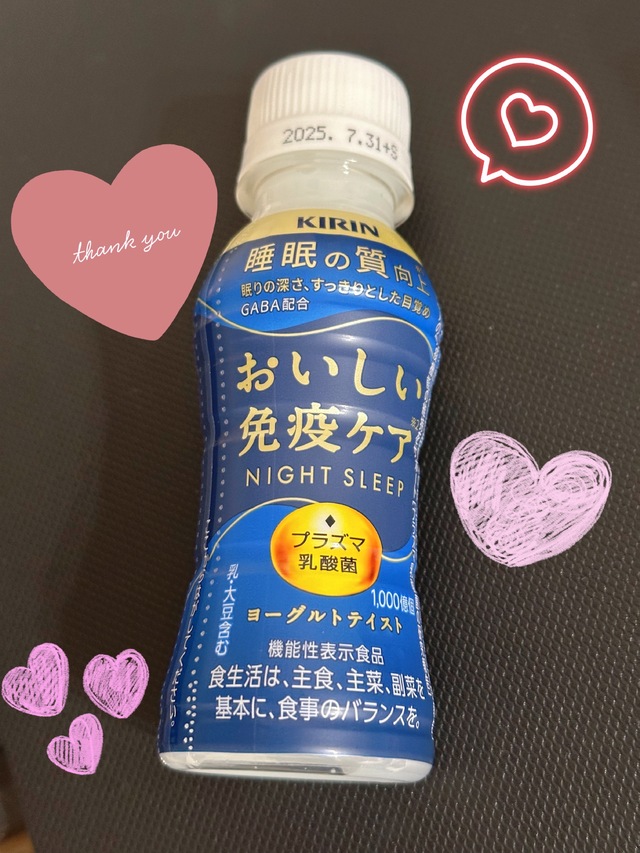 2025. 7.31+S
thank you
KIRIN
睡眠の質向上
眠りの深さ、すっきりとした目覚め
GABA配合
おいしい
免疫ケア
NIGHT SLEEP
プラズマ
乳酸菌
1,000億個
ヨーグルトテイスト
乳・大豆含む
機能性表示食品
食生活は、主食、主菜、副菜を
基本に、食事のバランスを。